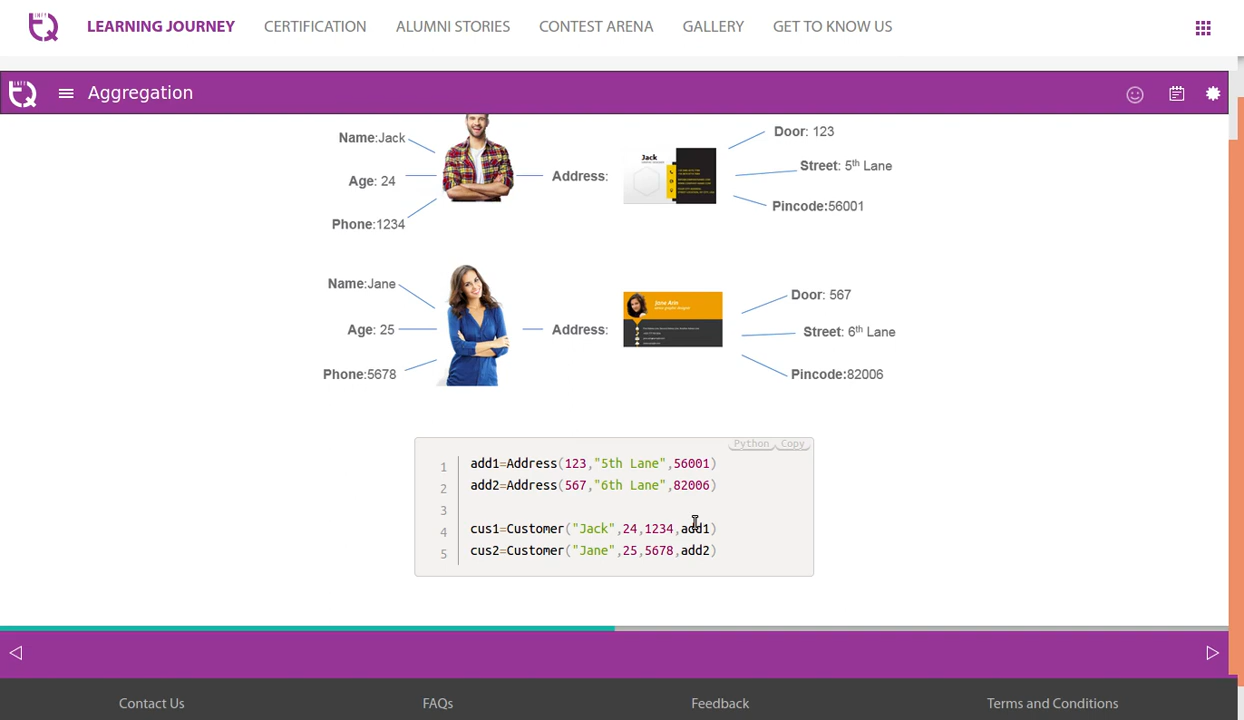 LEARNING JOURNEY CERTIFICATION ALUMNI STORIES CONTEST ARENA GALLERY GET TO KNOW US
Aggregation
Name:Jack
Age: 24
Phone:1234
Address:
Jack
Door: 123
Street: 5th Lane
Pincode:56001
Name:Jane
Age: 25
Phone:5678
Address:
Door: 567
Street: 6th Lane
Pincode:82006
Python Copy
1 add1=Address(123,"5th Lane",56001)
2 add2=Address(567,"6th Lane",82006)
3
4 cus1=Customer("Jack",24,1234,add1)
5 cus2=Customer("Jane",25,5678,add2)
Contact Us FAQs Feedback Terms and Conditions